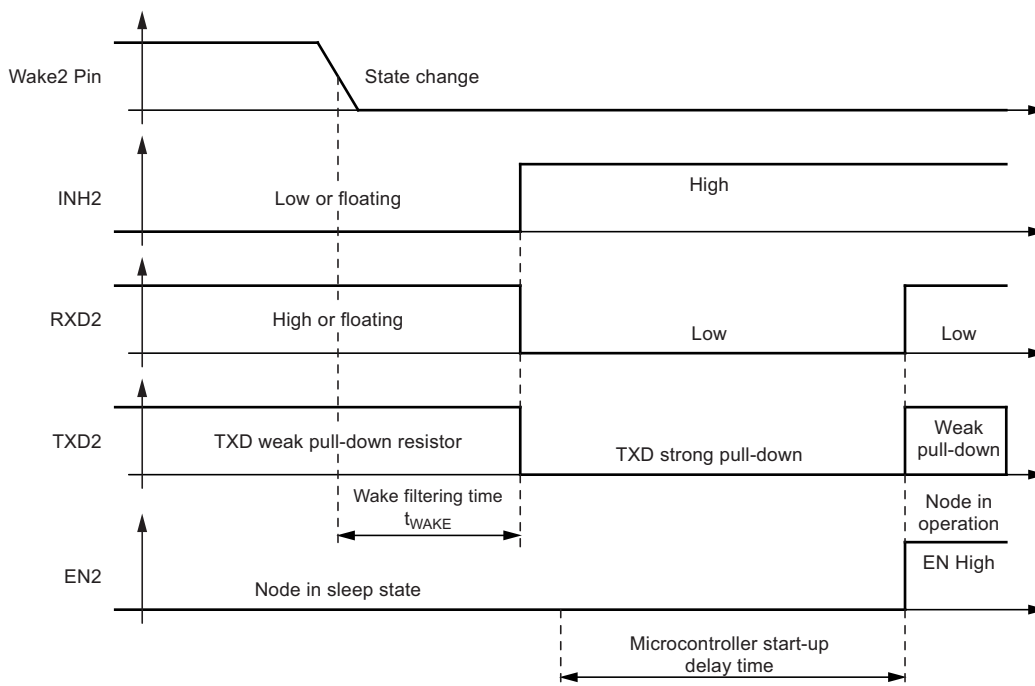 Wake2 Pin
State change
INH2
Low or floating
High
RXD2
High or floating
Low
Low
TXD2
TXD weak pull-down resistor
TXD strong pull-down
Weak
pull-down
Wake filtering time
tWAKE
Node in
operation
EN2
Node in sleep state
EN High
Microcontroller start-up
delay time